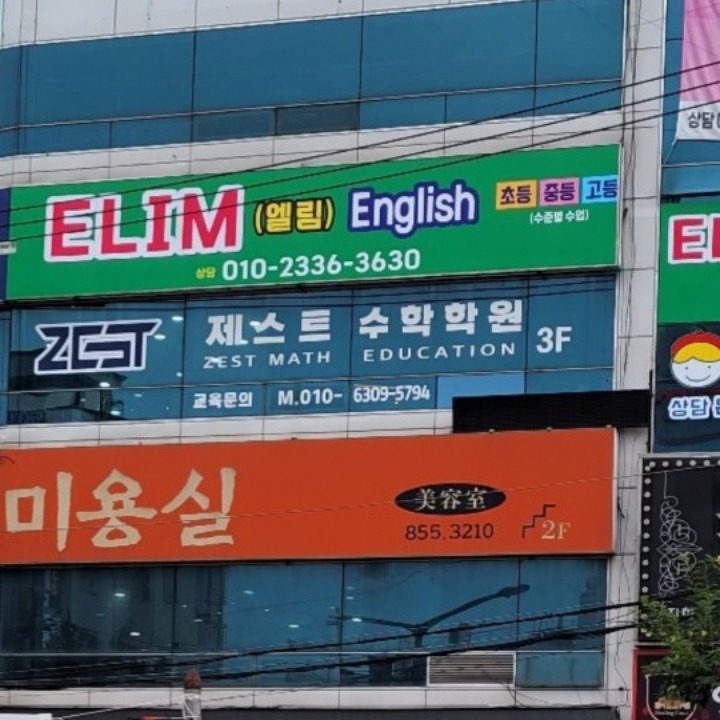 ELIM (엘림) English 초등 중등 고등
(수준별 수업)
상담 010-2336-3630
ZEST 제스트 수학학원 3F
ZEST MATH EDUCATION
교육문의 M.010- 6309-5794
미용실 美容室
855.3210 2F
상담
EL
상담